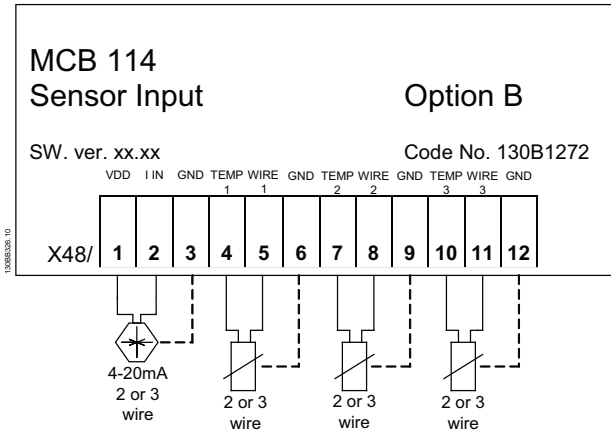 MCB 114
Sensor Input
Option B
SW. ver. xx.xx
Code No. 130B1272
VDD I IN GND TEMP WIRE GND TEMP WIRE GND TEMP WIRE GND
1 1 2 2 3 3
X48/ 1 2 3 4 5 6 7 8 9 10 11 12
130BB326.10
4-20mA
2 or 3
wire
2 or 3
wire
2 or 3
wire
2 or 3
wire